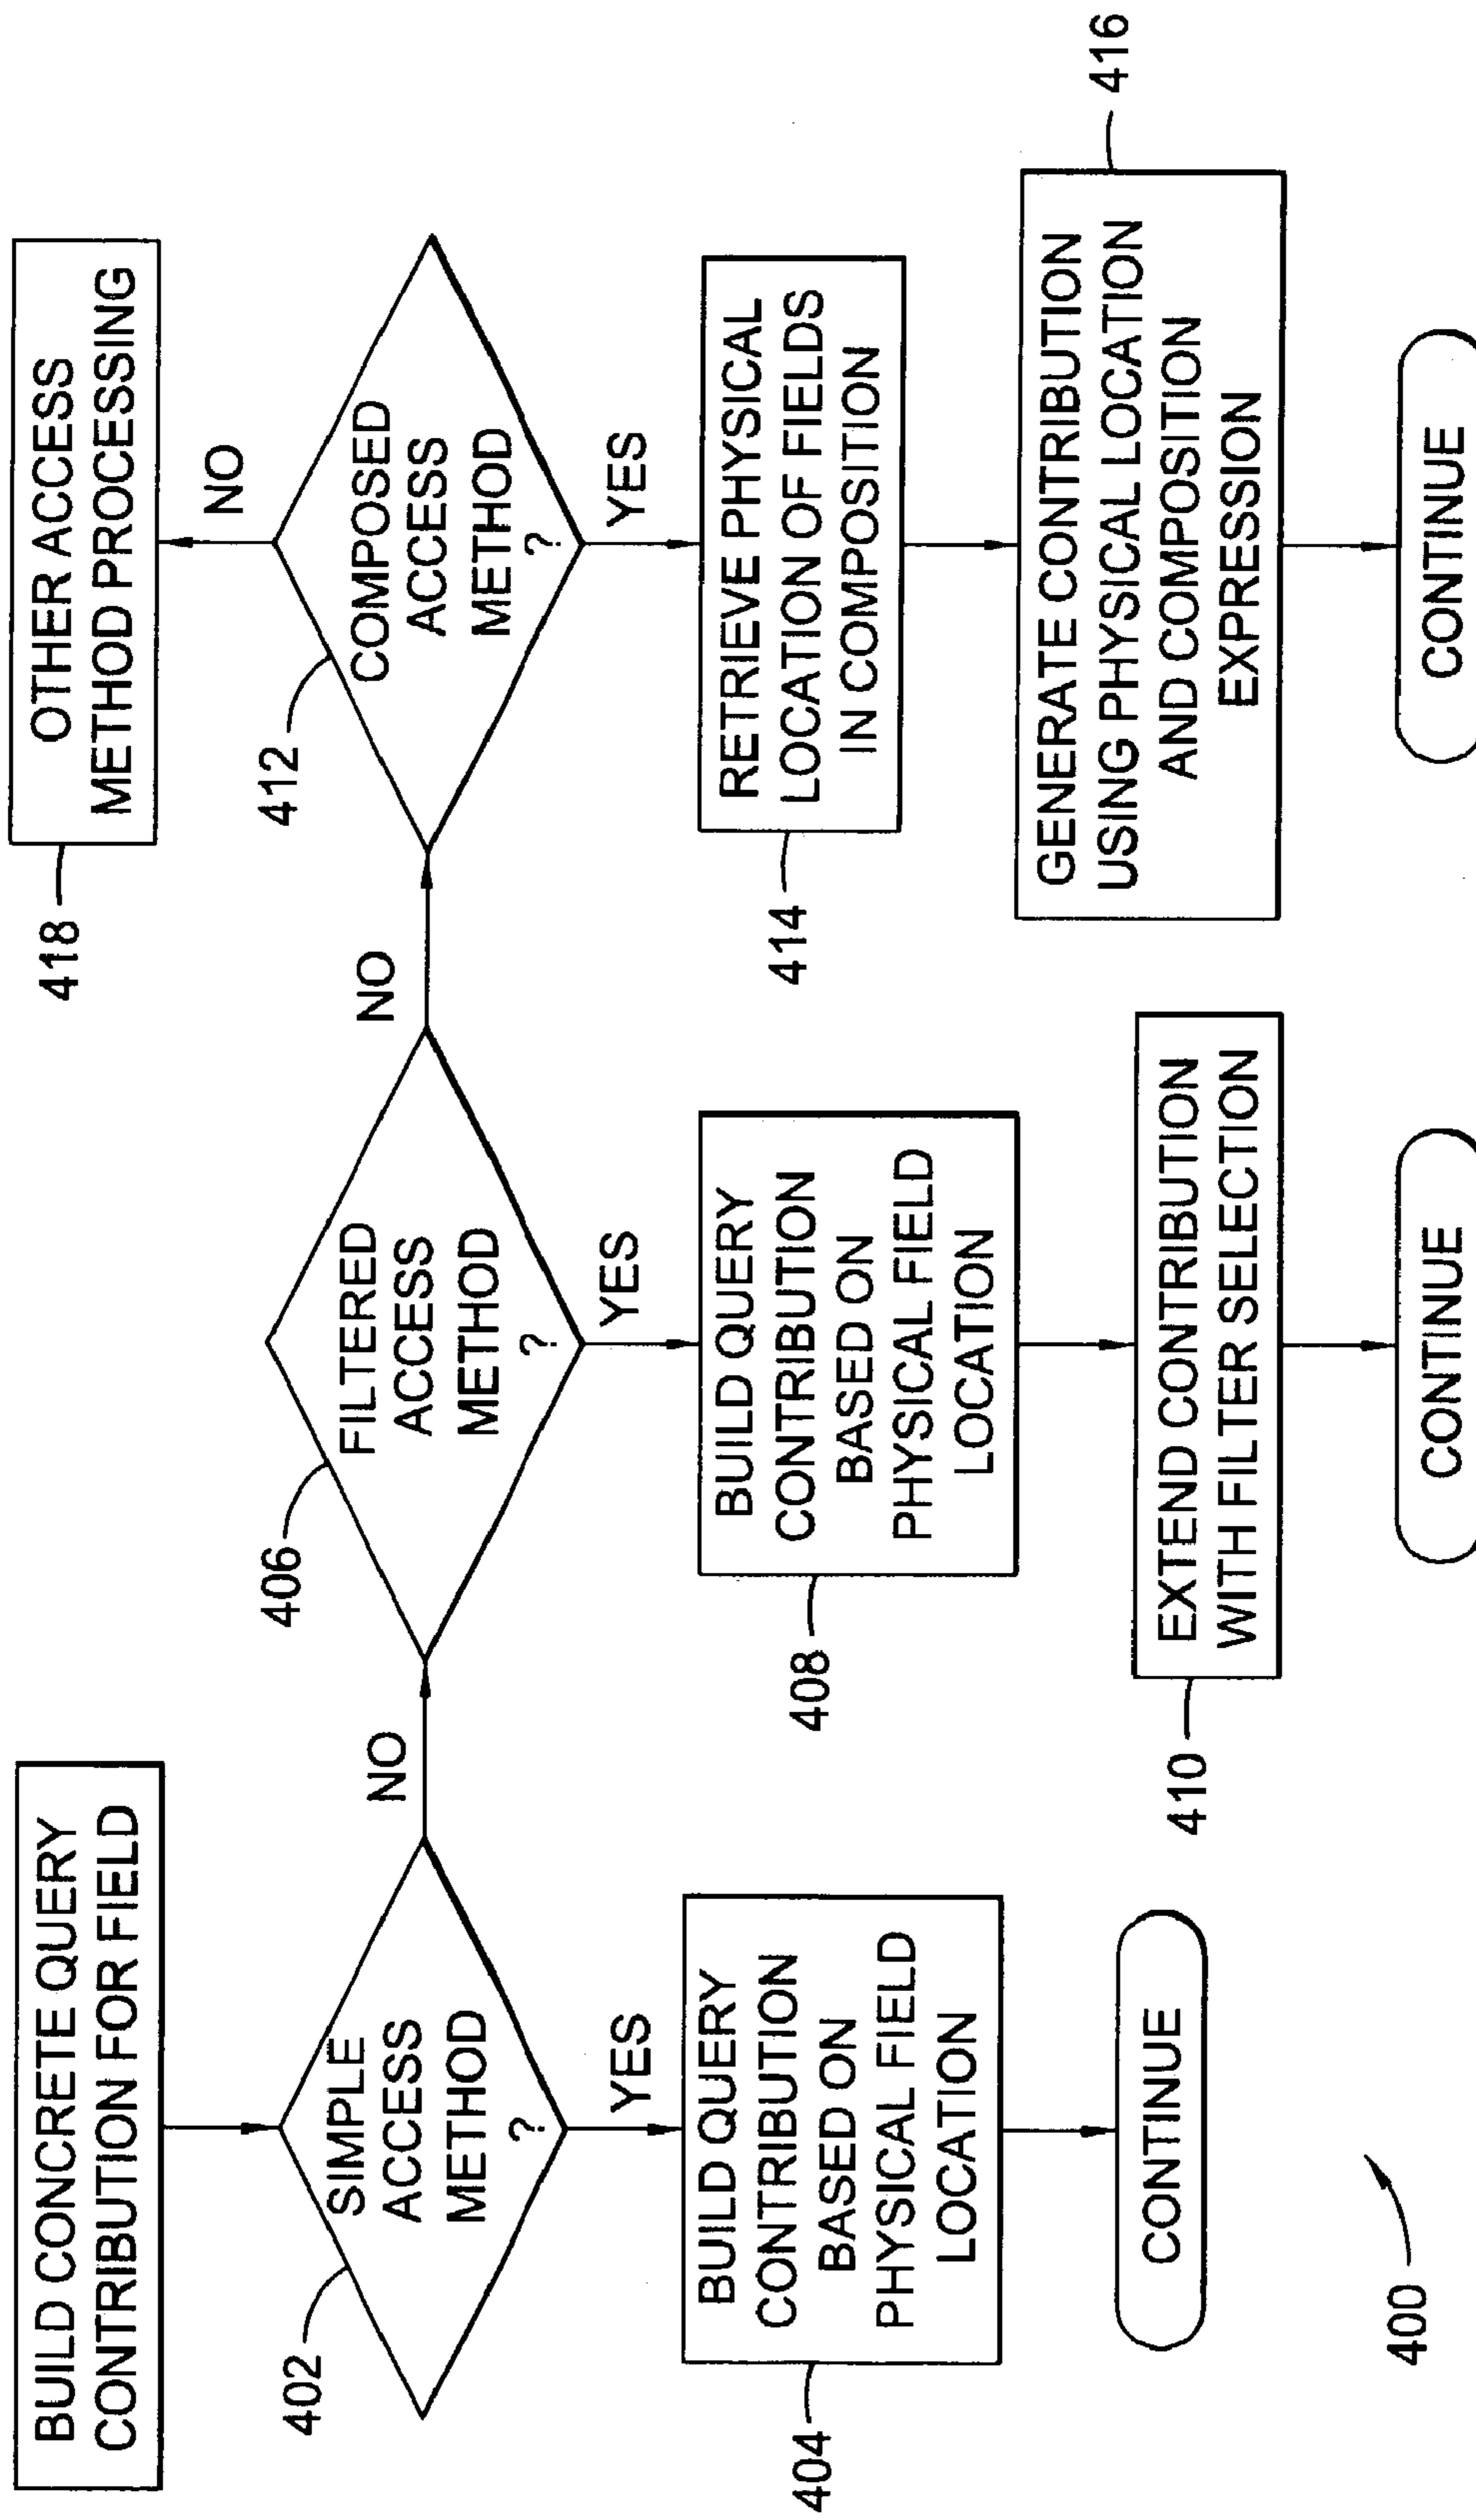 BUILD CONCRETE QUERY
CONTRIBUTION FOR FIELD
402
SIMPLE
ACCESS
METHOD
?
NO
YES
404
BUILD QUERY
CONTRIBUTION
BASED ON
PHYSICAL FIELD
LOCATION
CONTINUE
400
406
FILTERED
ACCESS
METHOD
?
NO
YES
408
BUILD QUERY
CONTRIBUTION
BASED ON
PHYSICAL FIELD
LOCATION
410
EXTEND CONTRIBUTION
WITH FILTER SELECTION
CONTINUE
418
OTHER ACCESS
METHOD PROCESSING
NO
412
COMPOSED
ACCESS
METHOD
?
YES
414
RETRIEVE PHYSICAL
LOCATION OF FIELDS
IN COMPOSITION
416
GENERATE CONTRIBUTION
USING PHYSICAL LOCATION
AND COMPOSITION
EXPRESSION
CONTINUE